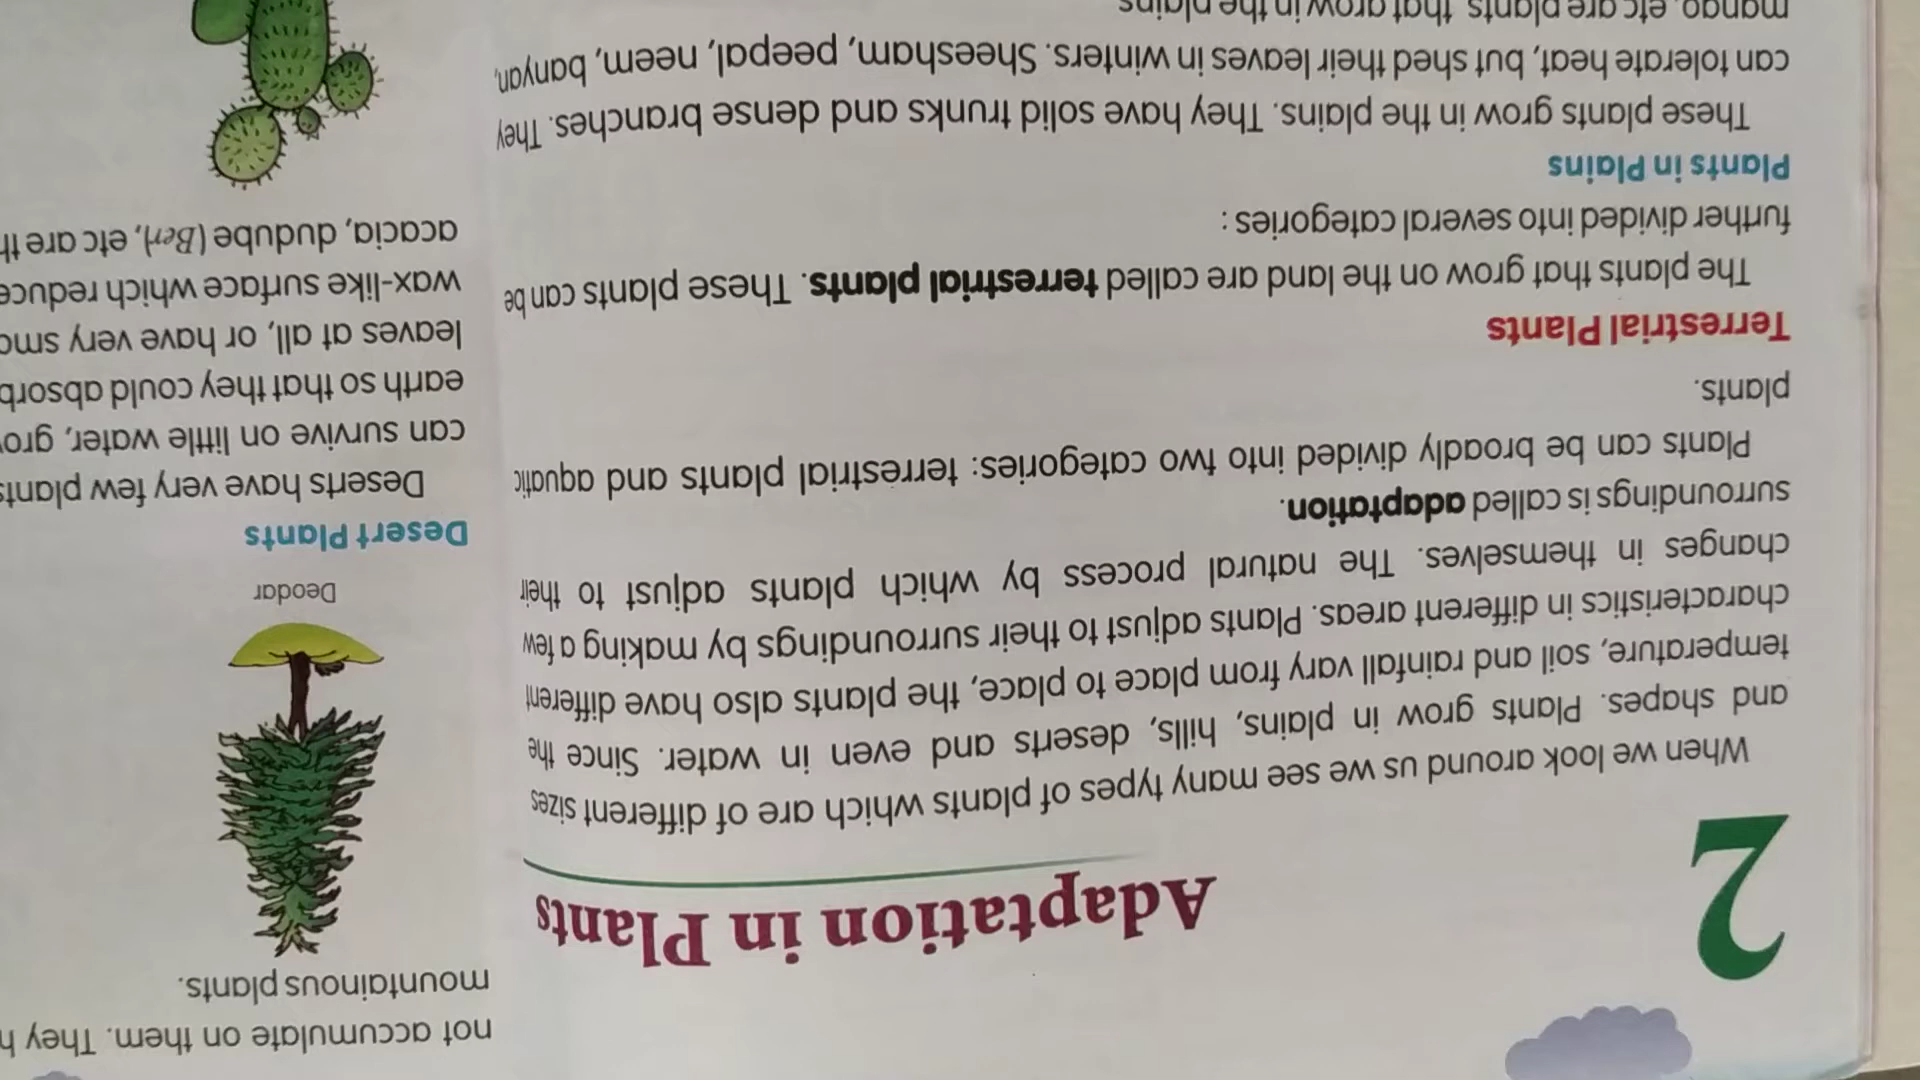 2
Adaptation in Plants
When we look around us we see many types of plants which are of different sizes
and shapes. Plants grow in plains, hills, deserts and even in water. Since the
temperature, soil and rainfall vary from place to place, the plants also have different
characteristics in different areas. Plants adjust to their surroundings by making a few
changes in themselves. The natural process by which plants adjust to their
surroundings is called adaptation.
Plants can be broadly divided into two categories: terrestrial plants and aquatic
plants.
Terrestrial Plants
The plants that grow on the land are called terrestrial plants. These plants can be
further divided into several categories :
Plants in Plains
These plants grow in the plains. They have solid trunks and dense branches. They
can tolerate heat, but shed their leaves in winters. Sheesham, peepal, neem, banyan,
mango, etc are plants that grow in the plains
not accumulate on them. They
mountainous plants.
Deodar
Desert Plants
Deserts have very few plants
can survive on little water,
earth so that they could absorb
leaves at all, or have very
wax-like surface which reduce
acacia, dudube (Ber), etc are